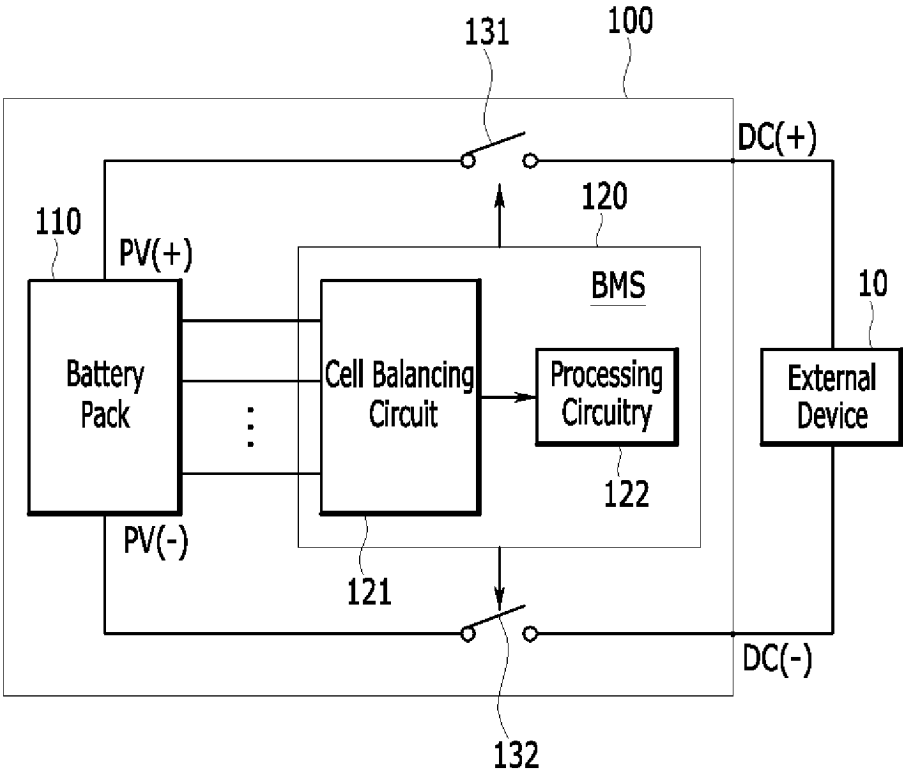 131
100
DC(+)
110
PV(+)
120
BMS
10
Battery
Pack
Cell Balancing
Circuit
Processing
Circuitry
External
Device
122
PV(-)
121
DC(-)
132